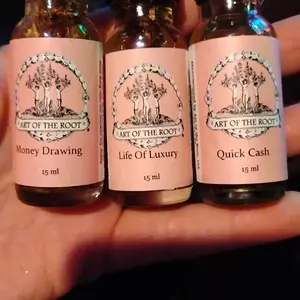 ART OF THE ROOT
Money Drawing
15 ml
ART OF THE ROOT
Life Of Luxury
15 ml
ART OF THE ROOT
Quick Cash
15 ml